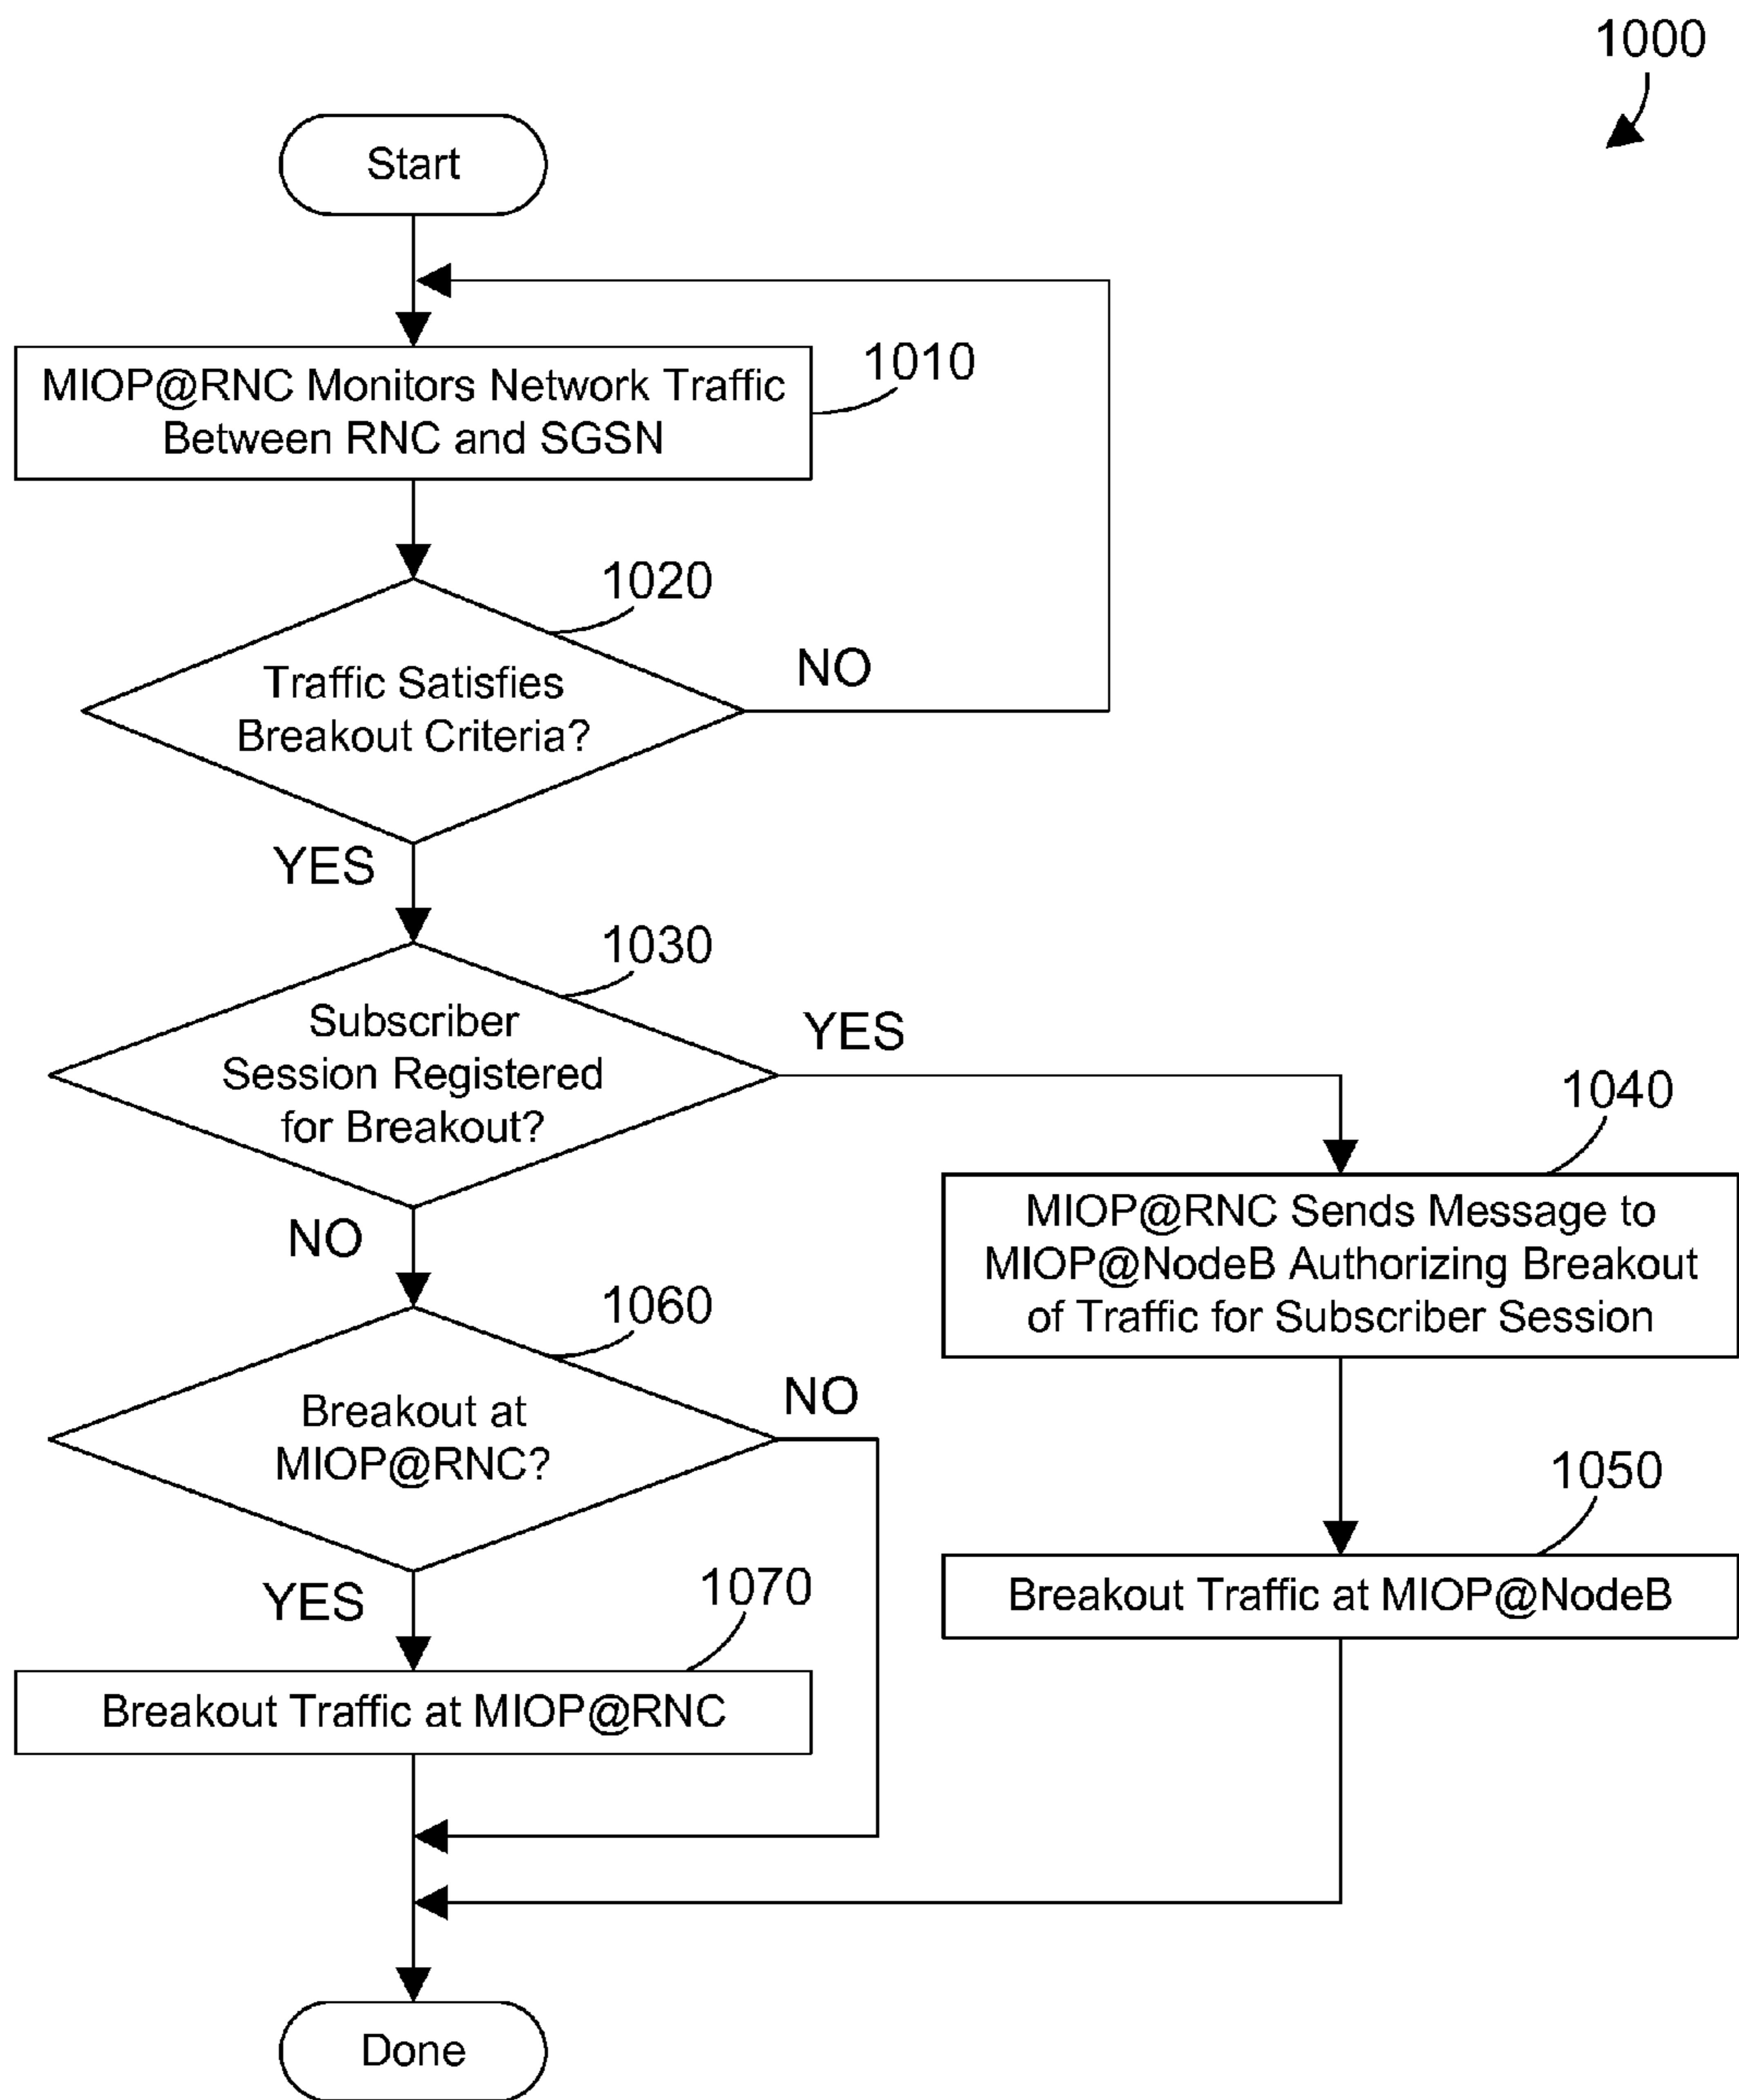 1000
Start
MIOP@RNC Monitors Network Traffic
Between RNC and SGSN
1010
1020
Traffic Satisfies
Breakout Criteria?
NO
YES
1030
Subscriber
Session Registered
for Breakout?
YES
NO
1040
MIOP@RNC Sends Message to
MIOP@NodeB Authorizing Breakout
of Traffic for Subscriber Session
1060
Breakout at
MIOP@RNC?
NO
YES
1050
Breakout Traffic at MIOP@NodeB
1070
Breakout Traffic at MIOP@RNC
Done